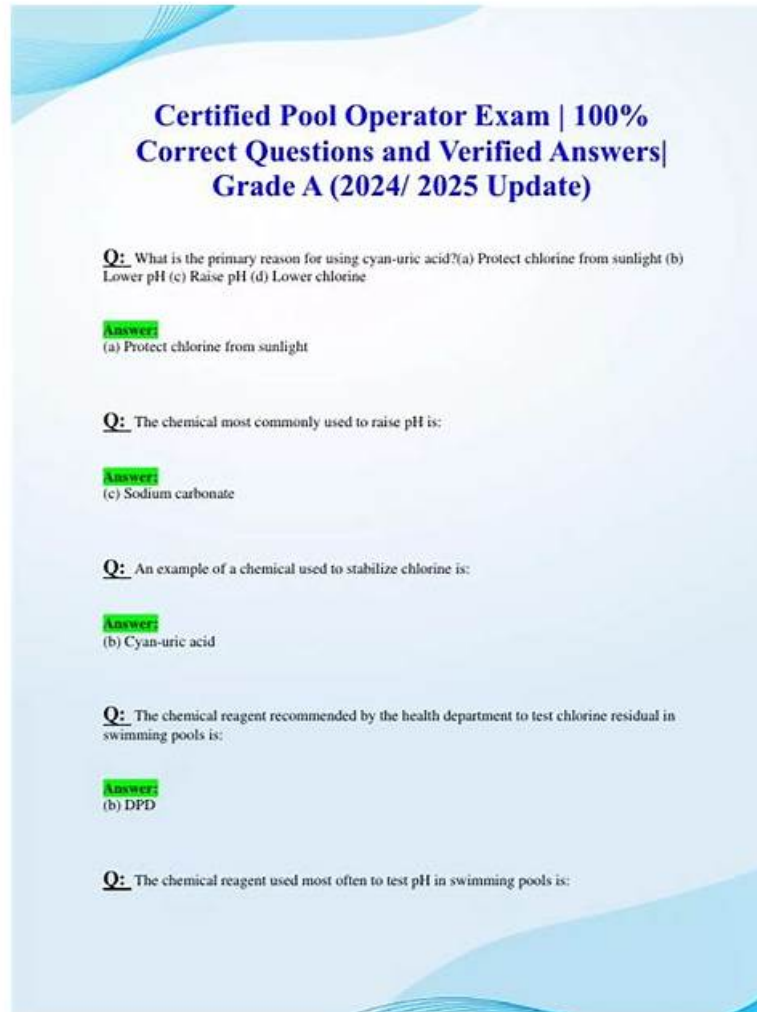 Certified Pool Operator Exam | 100%
Correct Questions and Verified Answers|
Grade A (2024/ 2025 Update)
Q: What is the primary reason for using cyan-uric acid?(a) Protect chlorine from sunlight (b)
Lower pH (c) Raise pH (d) Lower chlorine
Answer:
(a) Protect chlorine from sunlight
Q: The chemical most commonly used to raise pH is:
Answer:
(c) Sodium carbonate
Q: An example of a chemical used to stabilize chlorine is:
Answer:
(b) Cyan-uric acid
Q: The chemical reagent recommended by the health department to test chlorine residual in
swimming pools is:
Answer:
(b) DPD
Q: The chemical reagent used most often to test pH in swimming pools is: